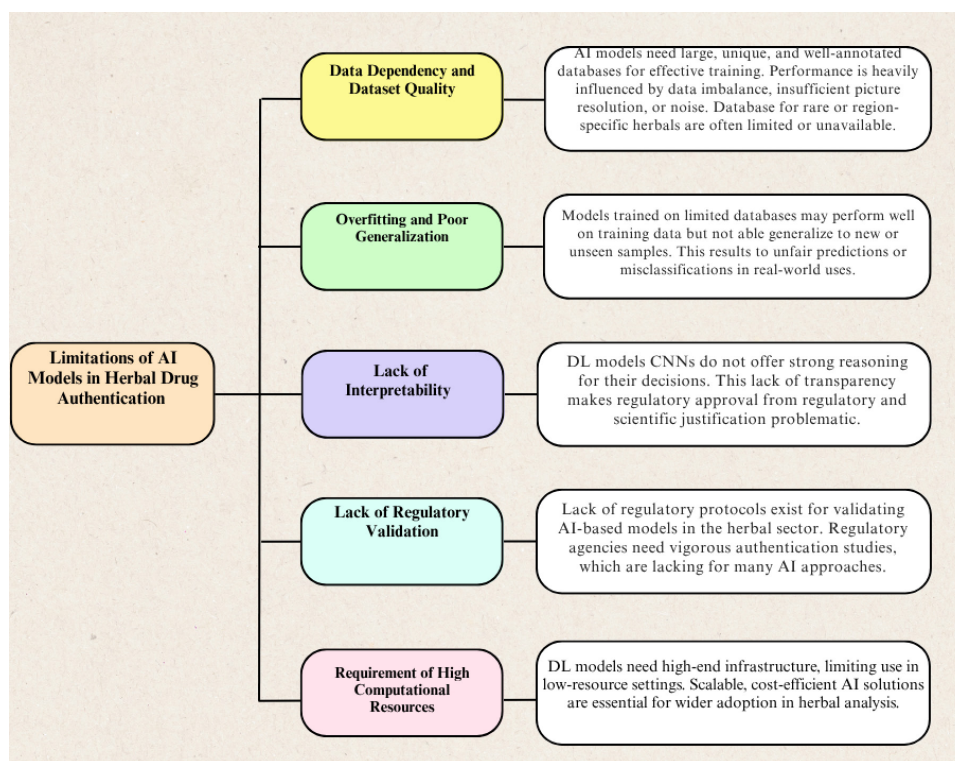 Limitations of AI
Models in Herbal Drug
Authentication
Data Dependency and
Dataset Quality
AI models need large, unique, and well-annotated
databases for effective training. Performance is heavily
influenced by data imbalance, insufficient picture
resolution, or noise. Database for rare or region-
specific herbals are often limited or unavailable.
Overfitting and Poor
Generalization
Models trained on limited databases may perform well
on training data but not able generalize to new or
unseen samples. This results to unfair predictions or
misclassifications in real-world uses.
Lack of
Interpretability
DL models CNNs do not offer strong reasoning
for their decisions. This lack of transparency
makes regulatory approval from regulatory and
scientific justification problematic.
Lack of Regulatory
Validation
Lack of regulatory protocols exist for validating
AI-based models in the herbal sector. Regulatory
agencies need vigorous authentication studies,
which are lacking for many AI approaches.
Requirement of High
Computational
Resources
DL models need high-end infrastructure, limiting use in
low-resource settings. Scalable, cost-efficient AI solutions
are essential for wider adoption in herbal analysis.